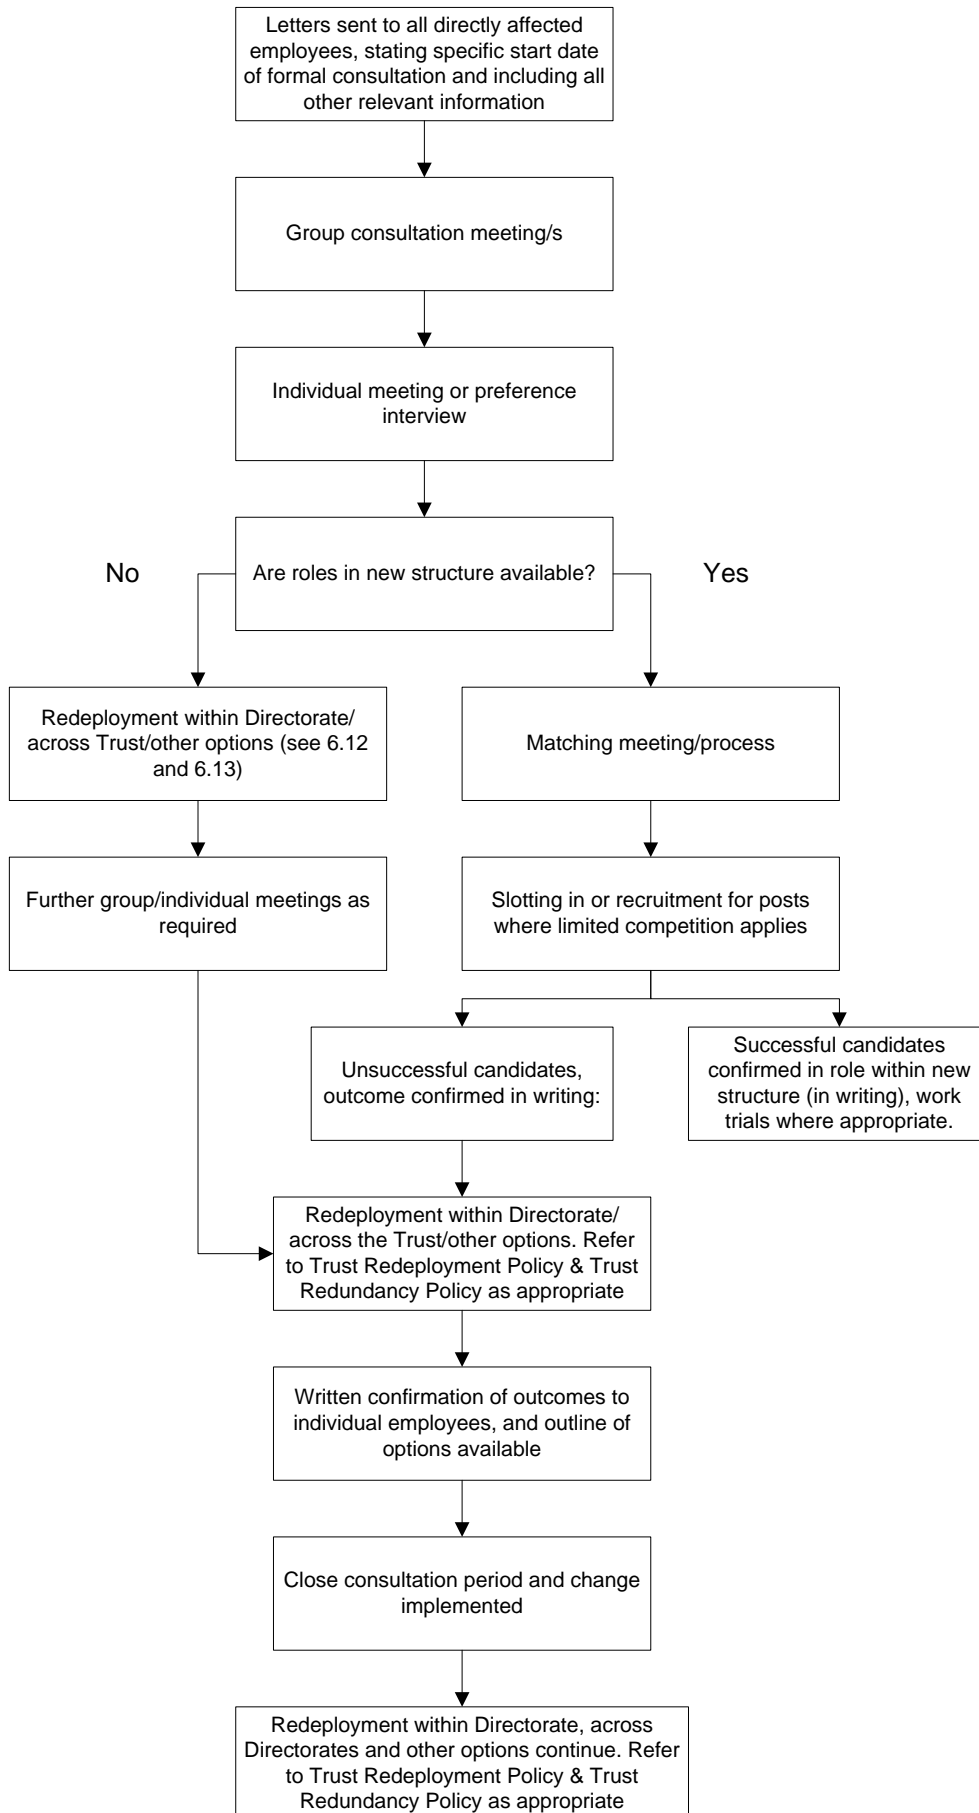 Letters sent to all directly affected
employees, stating specific start date
of formal consultation and including all
other relevant information
Group consultation meeting/s
Individual meeting or preference
interview
No
Are roles in new structure available?
Yes
Redeployment within Directorate/
across Trust/other options (see 6.12
and 6.13)
Matching meeting/process
Further group/individual meetings as
required
Slotting in or recruitment for posts
where limited competition applies
Unsuccessful candidates,
outcome confirmed in writing:
Successful candidates
confirmed in role within new
structure (in writing), work
trials where appropriate.
Redeployment within Directorate/
across the Trust/other options. Refer
to Trust Redeployment Policy & Trust
Redundancy Policy as appropriate
Written confirmation of outcomes to
individual employees, and outline of
options available
Close consultation period and change
implemented
Redeployment within Directorate, across
Directorates and other options continue. Refer
to Trust Redeployment Policy & Trust
Redundancy Policy as appropriate